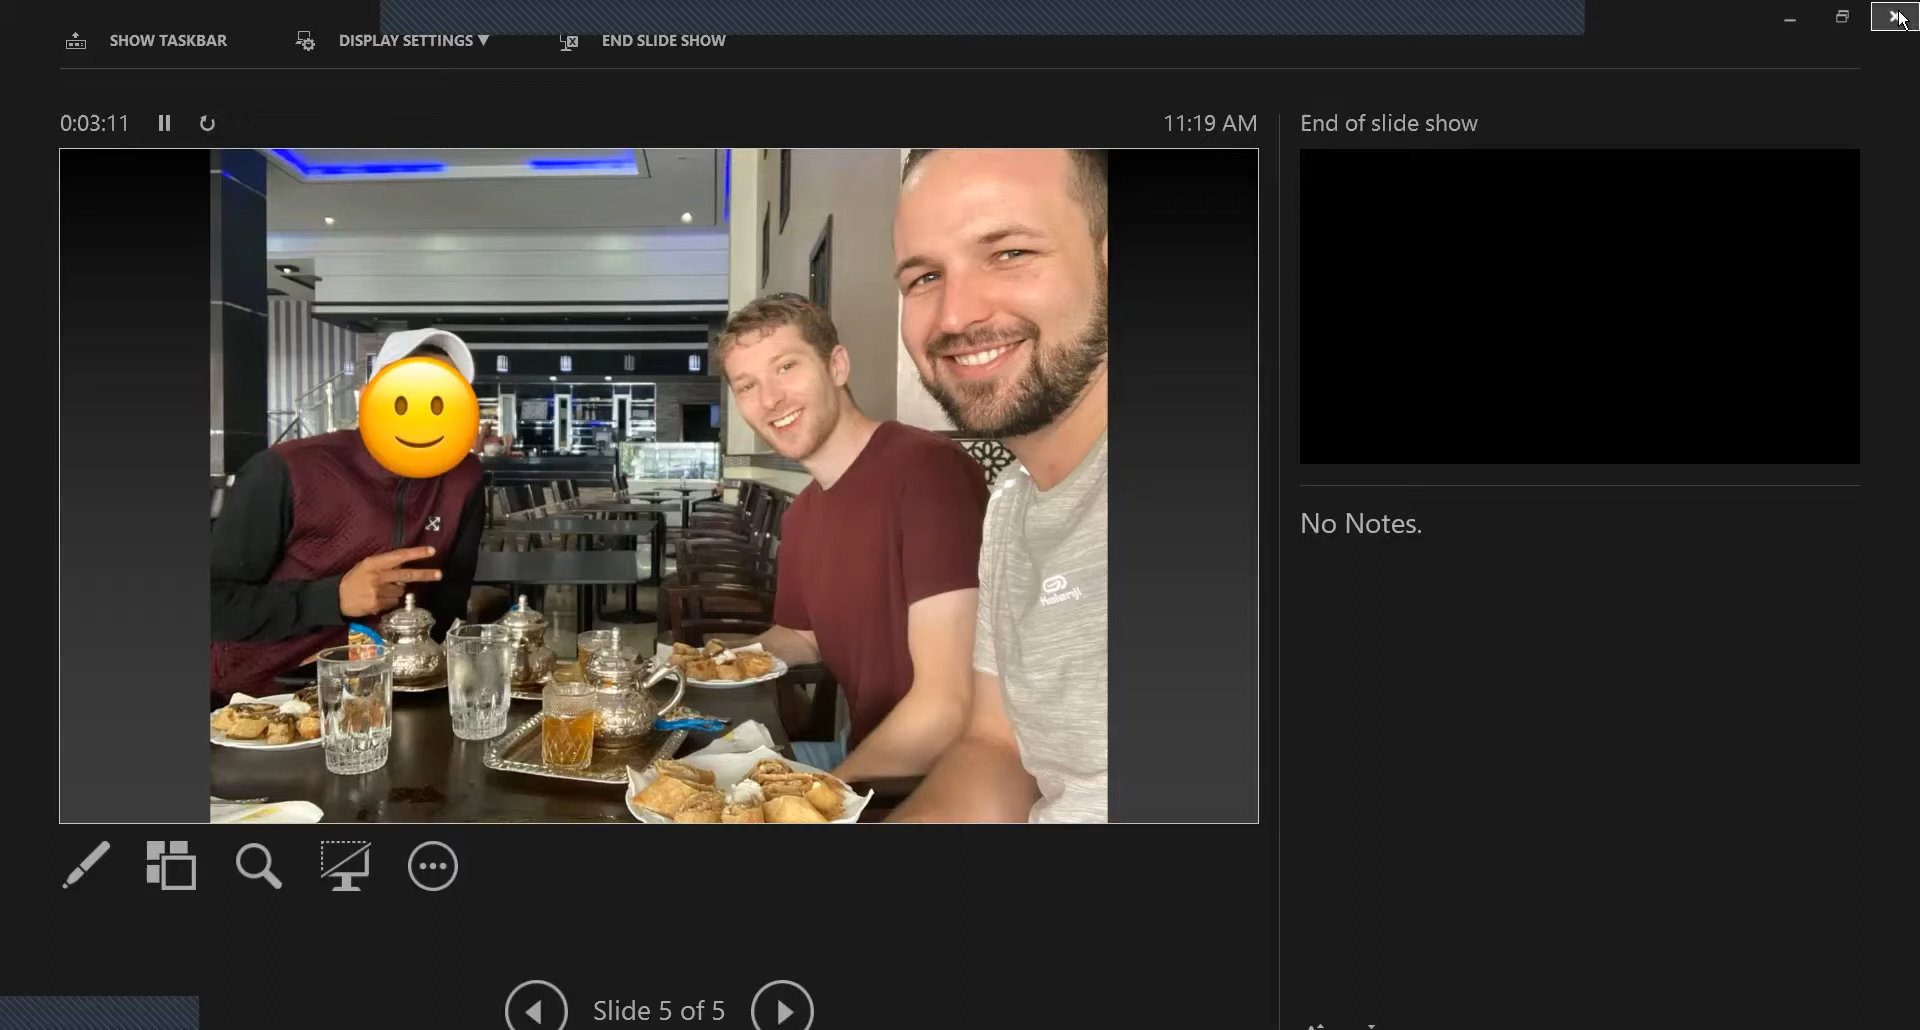 SHOW TASKBAR
DISPLAY SETTINGS ▼
END SLIDE SHOW
0:03:11
11:19 AM
End of slide show
Kalenji
No Notes.
Slide 5 of 5